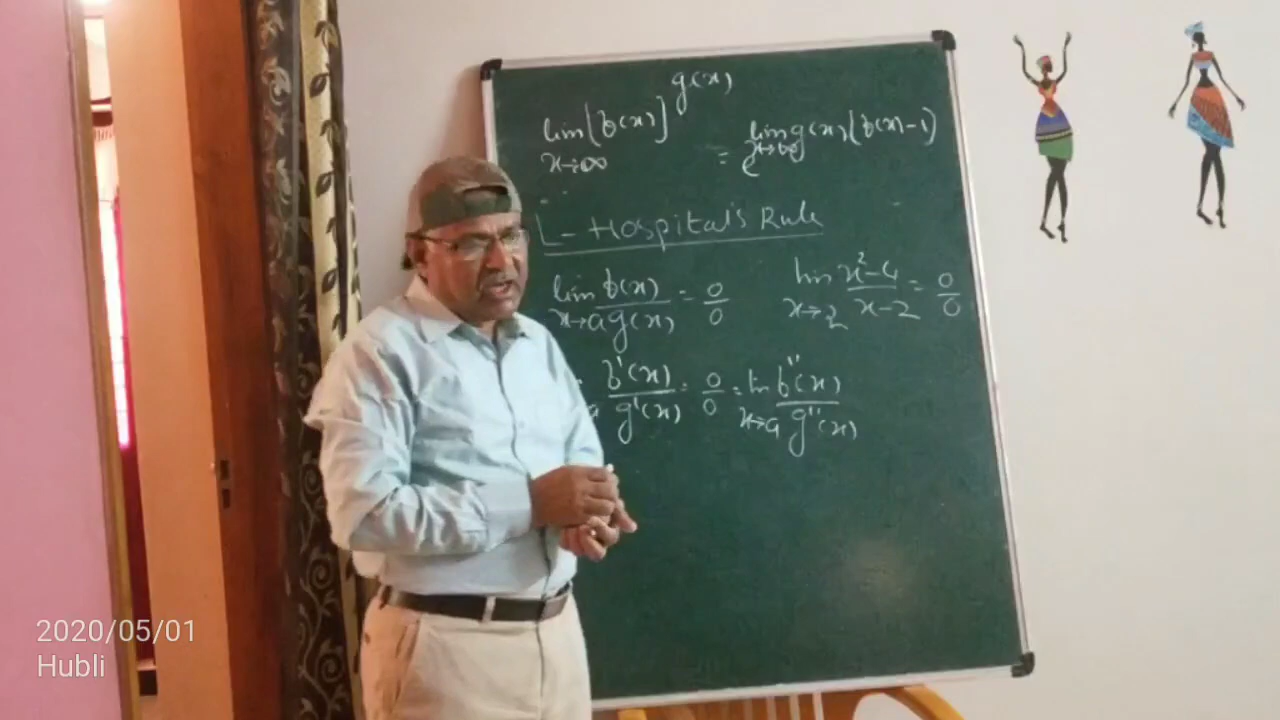 lim [f(x)]^g(x)
x→∞
= e^lim x→∞ g(x)(f(x)-1)
L-Hospital's Rule
lim x→a f(x)/g(x) = 0/0
lim x→2 x²-4/x-2 = 0/0
a f'(x)/g'(x) = 0/0 = lim x→a f''(x)/g''(x)
2020/05/01
Hubli